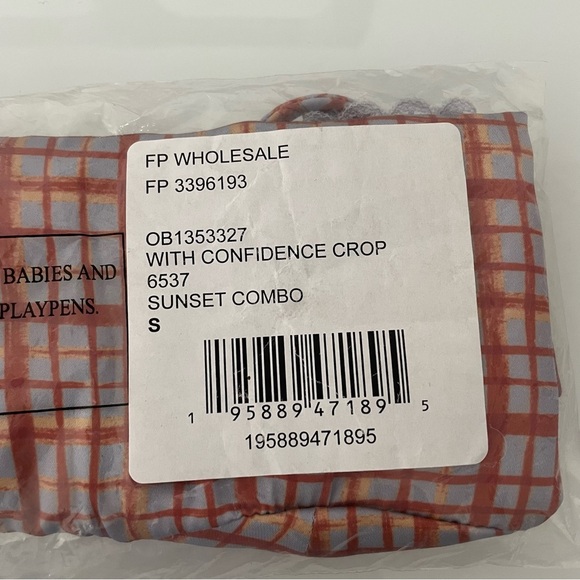 FP WHOLESALE
FP 3396193
OB1353327
WITH CONFIDENCE CROP
6537
SUNSET COMBO
S
1 95889 47189 5
195889471895
BABIES AND
PLAYPENS.